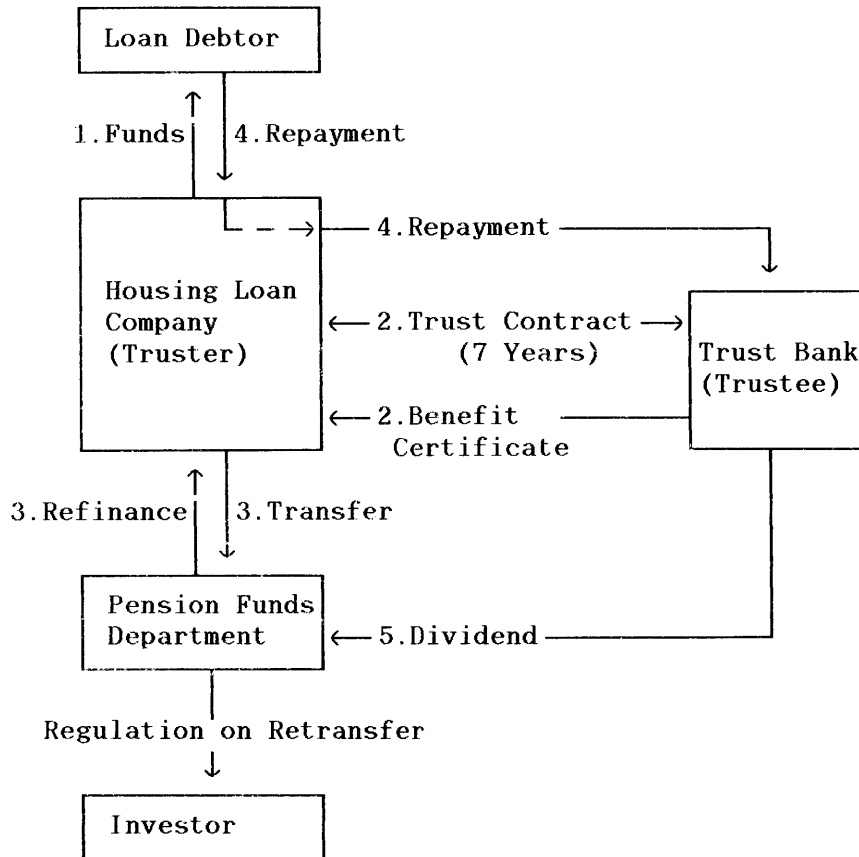 Loan Debtor
1.Funds
4.Repayment
4.Repayment
Housing Loan
Company
(Truster)
2.Trust Contract
(7 Years)
Trust Bank
(Trustee)
2.Benefit
Certificate
3.Refinance
3.Transfer
Pension Funds
Department
5.Dividend
Regulation on Retransfer
Investor